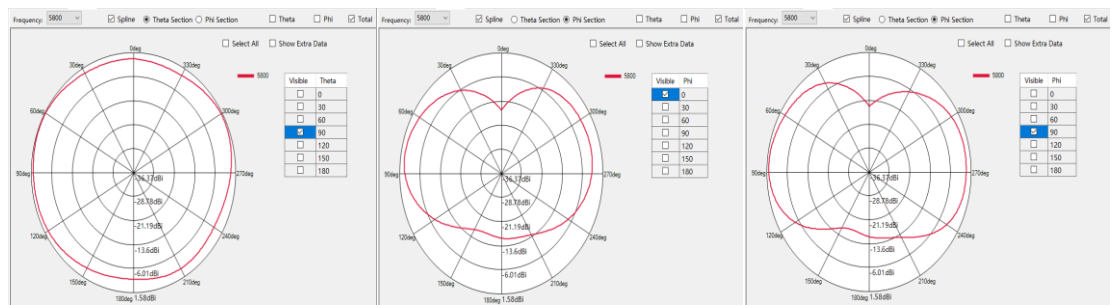 Frequency: 5800 Spline Theta Section Phi Section Theta Phi Total
Select All Show Extra Data
0deg
30deg 330deg
5800
Visible Theta
0
30
60
90
120
150
180
60deg 300deg
90deg 270deg
-36.37dBi
-28.78dBi
120deg 240deg
-21.19dBi
-13.6dBi
150deg 210deg
-6.01dBi
180deg 1.58dBi
Frequency: 5800 Spline Theta Section Phi Section Theta Phi Total
Select All Show Extra Data
0deg
30deg 330deg
5800
Visible Phi
0
30
60
90
120
150
180
60deg 300deg
90deg 270deg
-36.37dBi
-28.78dBi
120deg 240deg
-21.19dBi
-13.6dBi
150deg 210deg
-6.01dBi
180deg 1.58dBi
Frequency: 5800 Spline Theta Section Phi Section Theta Phi Total
Select All Show Extra Data
0deg
30deg 330deg
5800
Visible Phi
0
30
60
90
120
150
180
60deg 300deg
90deg 270deg
-36.37dBi
-28.78dBi
120deg 240deg
-21.19dBi
-13.6dBi
150deg 210deg
-6.01dBi
180deg 1.58dBi